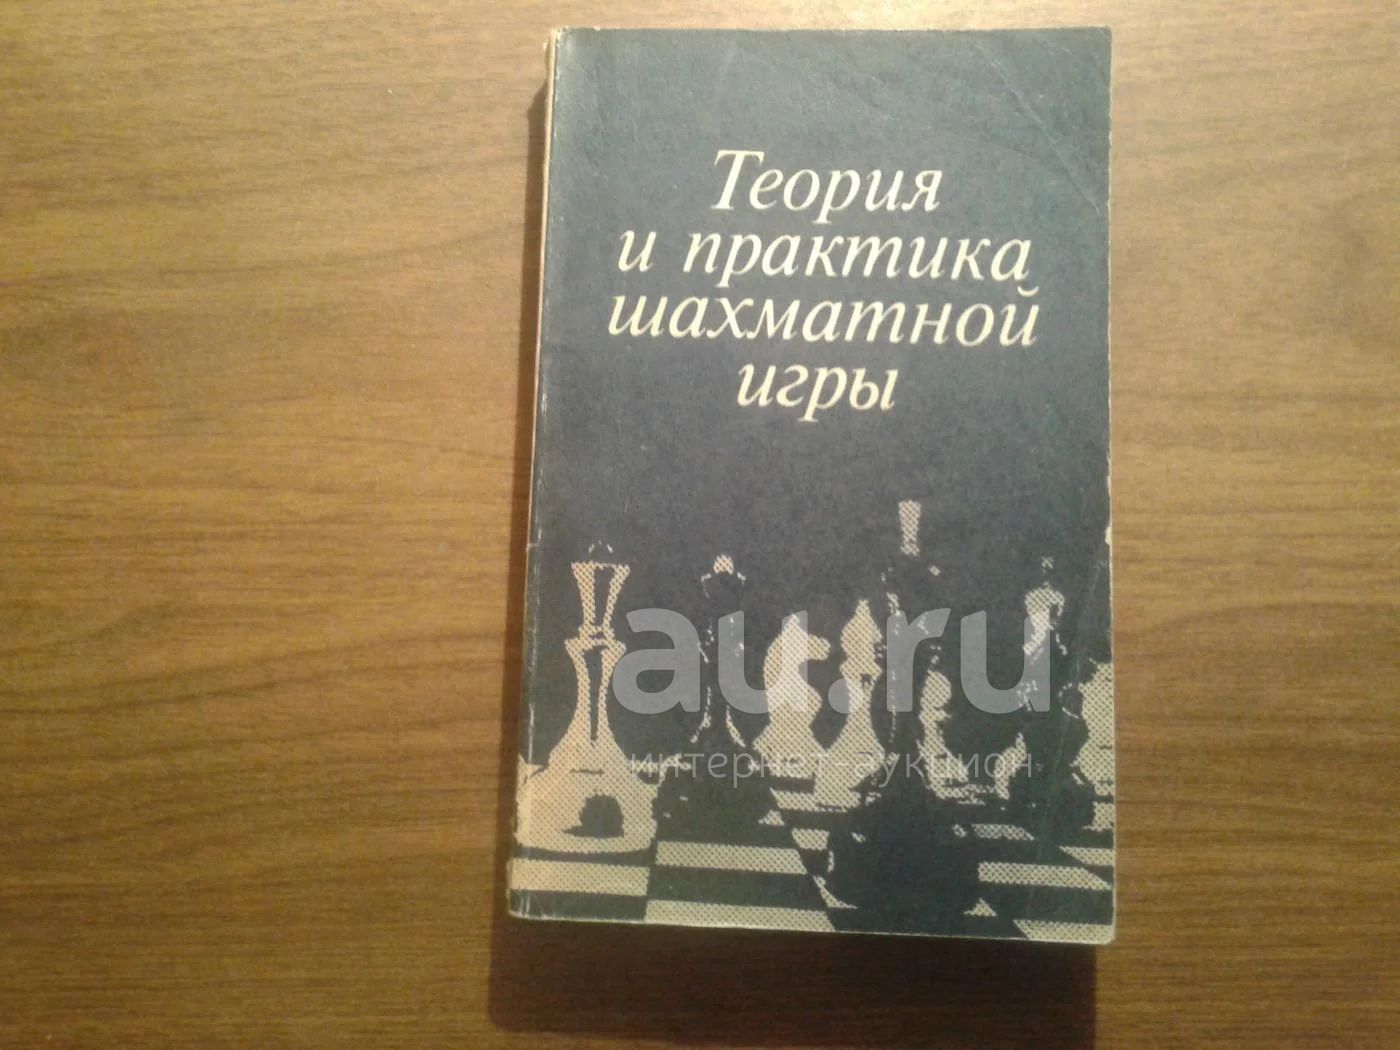 Теория
и практика
шахматной
игры
au.ru
интернет-аукцион